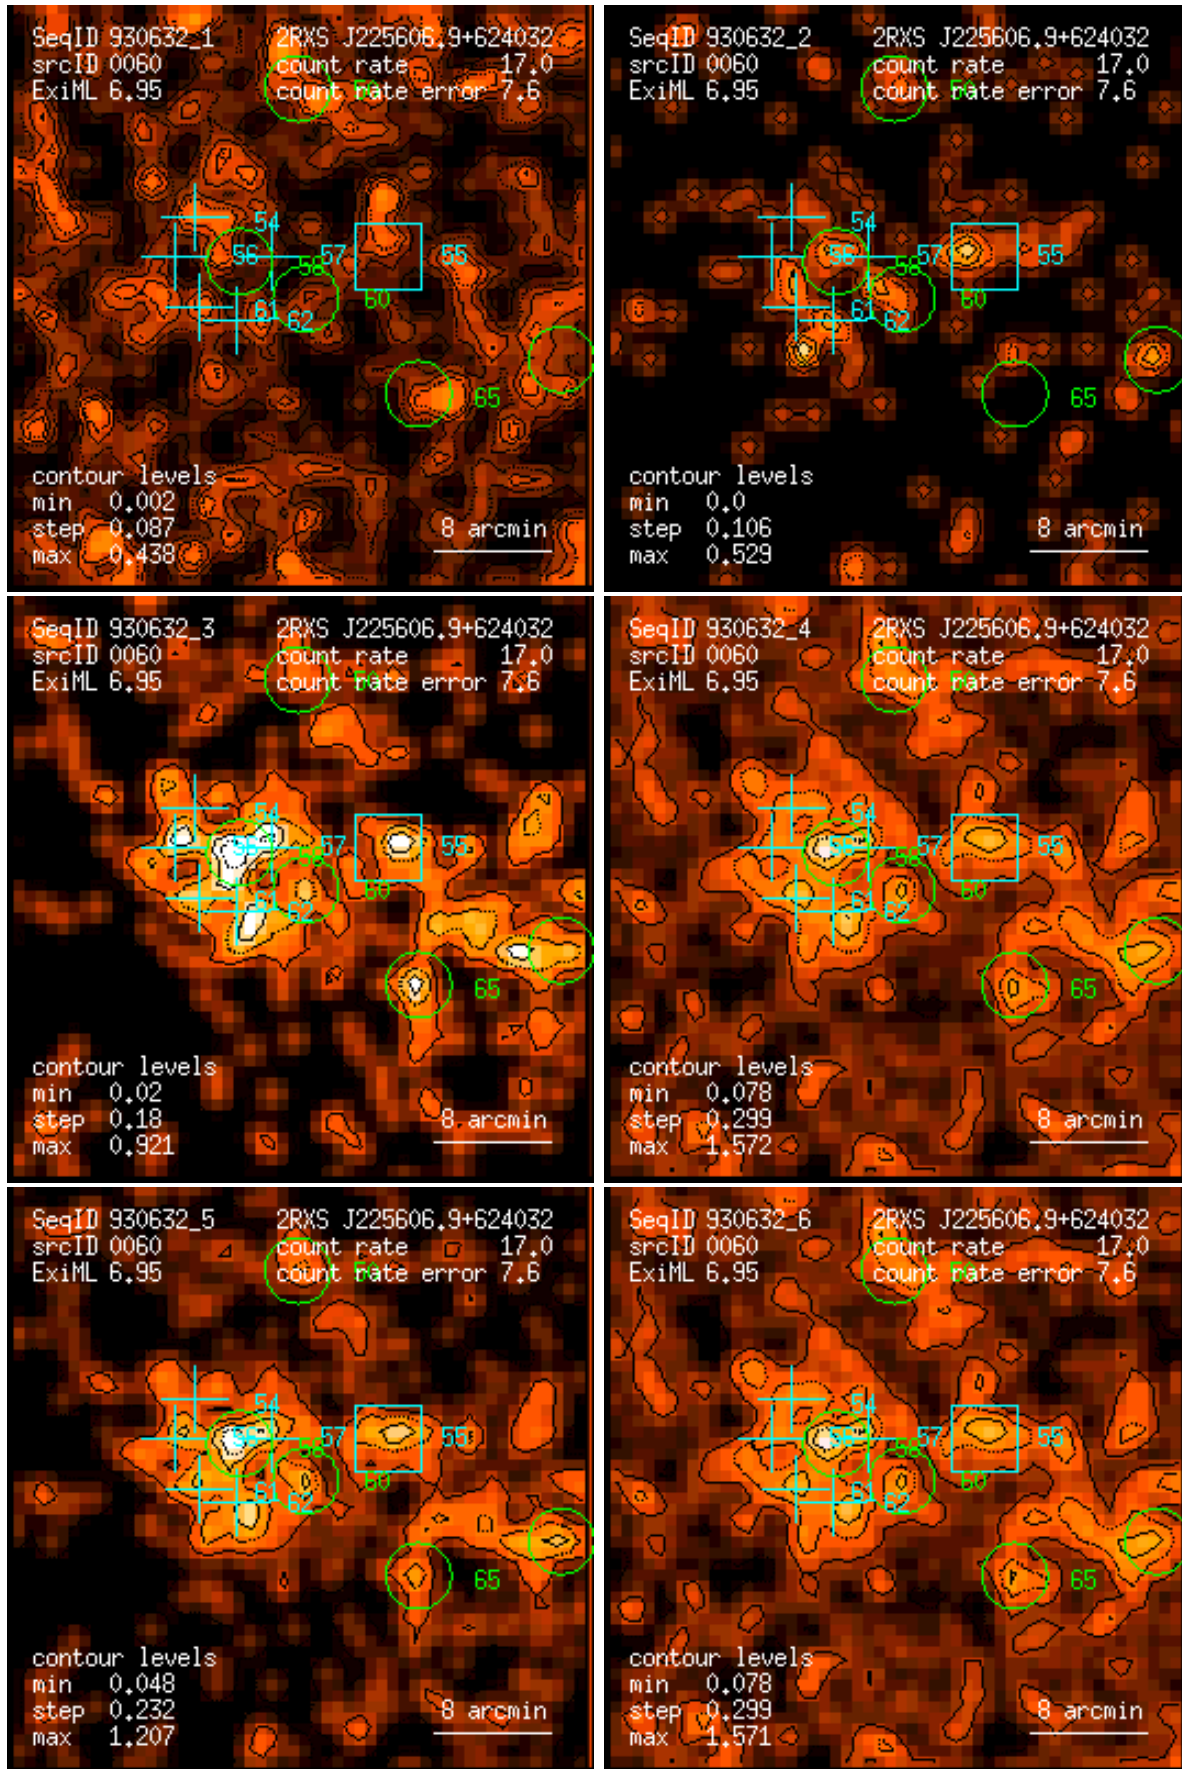 SeqID 930632_1 2RXS J225606.9+624032
srcID 0060 count rate 17.0
ExiML 6.95 count rate error 7.6
54
56 57 55
58
60
61 62
65
contour levels
min 0.002
step 0.087
max 0.438
8 arcmin
SeqID 930632_2 2RXS J225606.9+624032
srcID 0060 count rate 17.0
ExiML 6.95 count rate error 7.6
54
56 57 55
58
60
61 62
65
contour levels
min 0.0
step 0.106
max 0.529
8 arcmin
SeqID 930632_3 2RXS J225606.9+624032
srcID 0060 count rate 17.0
ExiML 6.95 count rate error 7.6
54
56 57 55
58
60
61 62
65
contour levels
min 0.02
step 0.18
max 0.921
8 arcmin
SeqID 930632_4 2RXS J225606.9+624032
srcID 0060 count rate 17.0
ExiML 6.95 count rate error 7.6
54
56 57 55
58
60
61 62
65
contour levels
min 0.078
step 0.299
max 1.572
8 arcmin
SeqID 930632_5 2RXS J225606.9+624032
srcID 0060 count rate 17.0
ExiML 6.95 count rate error 7.6
54
56 57 55
58
60
61 62
65
contour levels
min 0.048
step 0.232
max 1.207
8 arcmin
SeqID 930632_6 2RXS J225606.9+624032
srcID 0060 count rate 17.0
ExiML 6.95 count rate error 7.6
54
56 57 55
58
60
61 62
65
contour levels
min 0.078
step 0.299
max 1.571
8 arcmin